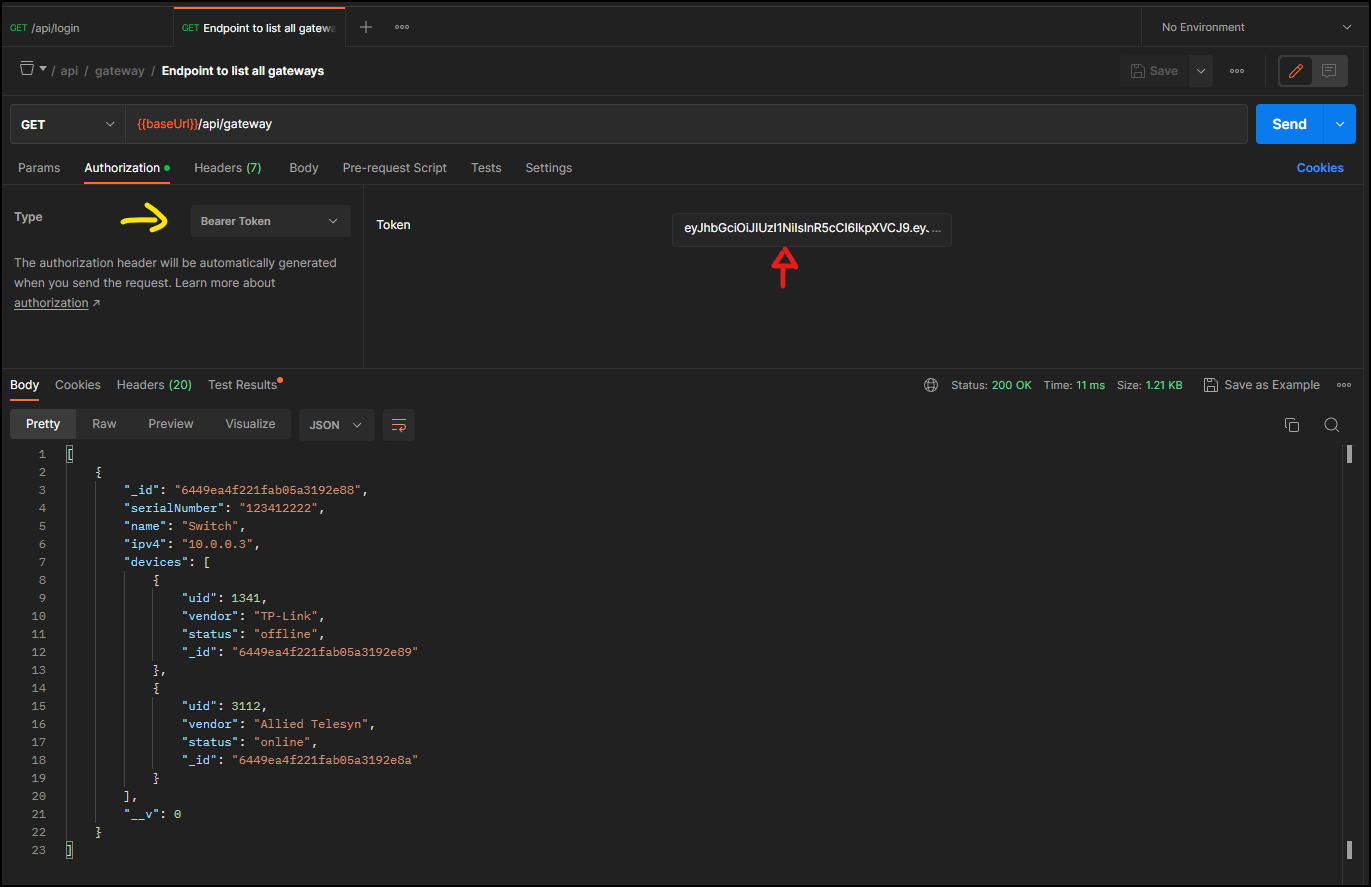 GET /api/login
GET Endpoint to list all gatewa
No Environment
/ api / gateway / Endpoint to list all gateways
Save
GET
{{baseUrl}}/api/gateway
Send
Params Authorization Headers (7) Body Pre-request Script Tests Settings Cookies
Type
Bearer Token
The authorization header will be automatically generated
when you send the request. Learn more about
authorization ↗
Token
eyJhbGciOiJIUzI1NiIsInR5cCI6IkpXVCJ9.eyJ ...
Body Cookies Headers (20) Test Results
Status: 200 OK Time: 11 ms Size: 1.21 KB Save as Example
Pretty Raw Preview Visualize JSON
1 [
2 {
3 "_id": "6449ea4f221fab05a3192e88",
4 "serialNumber": "123412222",
5 "name": "Switch",
6 "ipv4": "10.0.0.3",
7 "devices": [
8 {
9 "uid": 1341,
10 "vendor": "TP-Link",
11 "status": "offline",
12 "_id": "6449ea4f221fab05a3192e89"
13 },
14 {
15 "uid": 3112,
16 "vendor": "Allied Telesyn",
17 "status": "online",
18 "_id": "6449ea4f221fab05a3192e8a"
19 }
20 ],
21 "__v": 0
22 }
23 ]